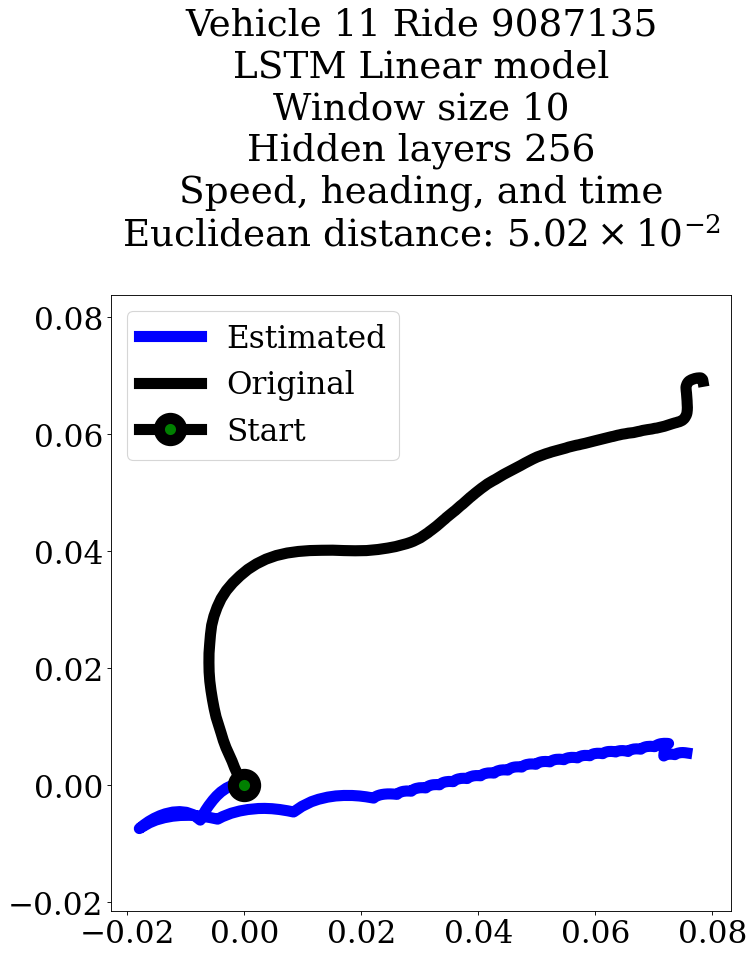 Vehicle 11 Ride 9087135
LSTM Linear model
Window size 10
Hidden layers 256
Speed, heading, and time
Euclidean distance: 5.02 × 10⁻²
Estimated
Original
Start
0.08
0.06
0.04
0.02
0.00
−0.02
−0.02 0.00 0.02 0.04 0.06 0.08